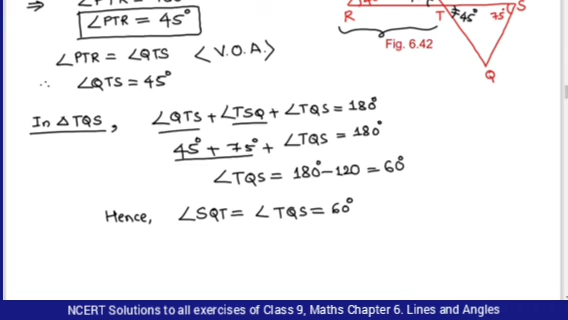 ⇒ ∠PTR = 45°
∠PTR = ∠QTS <V.O.A>
∴ ∠QTS = 45°
In △TQS, ∠QTS + ∠TSQ + ∠TQS = 180°
45° + 75° + ∠TQS = 180°
∠TQS = 180° - 120 = 60°
Hence, ∠SQT = ∠TQS = 60°
R T 45° 75° S
Fig. 6.42
Q
NCERT Solutions to all exercises of Class 9, Maths Chapter 6. Lines and Angles